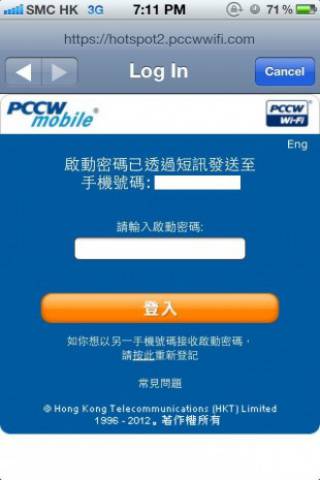 SMC HK 3G 7:11 PM 71%
https://hotspot2.pccwwifi.com
Log In
Cancel
PCCW mobile
PCCW Wi-Fi
Eng
啟動密碼已透過短訊發送至
手機號碼:
請輸入啟動密碼:
登入
如你想以另一手機號碼接收啟動密碼，
請按此重新登記
常見問題
© Hong Kong Telecommunications (HKT) Limited
1996 - 2012。著作權所有